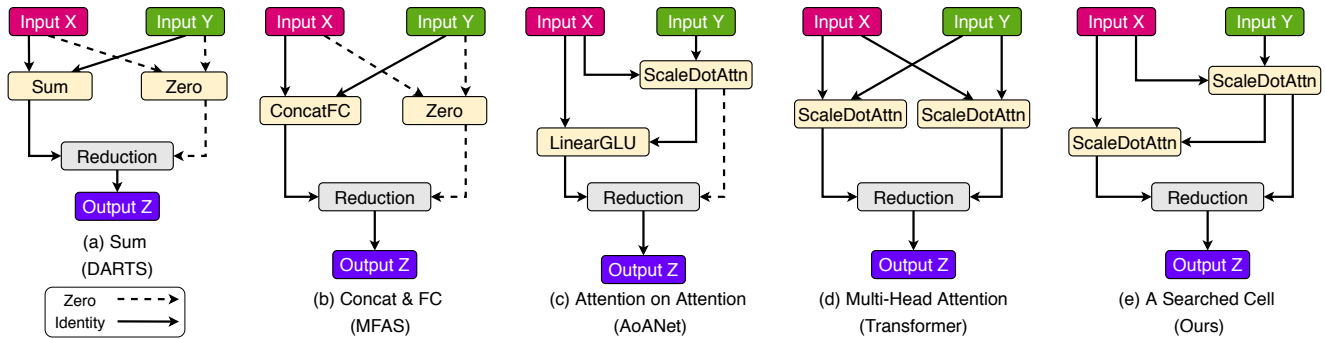 Input X
Input Y
Sum
Zero
Reduction
Output Z
(a) Sum
(DARTS)
Zero
Identity
Input X
Input Y
ConcatFC
Zero
Reduction
Output Z
(b) Concat & FC
(MFAS)
Input X
Input Y
ScaleDotAttn
LinearGLU
Reduction
Output Z
(c) Attention on Attention
(AoANet)
Input X
Input Y
ScaleDotAttn
ScaleDotAttn
Reduction
Output Z
(d) Multi-Head Attention
(Transformer)
Input X
Input Y
ScaleDotAttn
ScaleDotAttn
Reduction
Output Z
(e) A Searched Cell
(Ours)